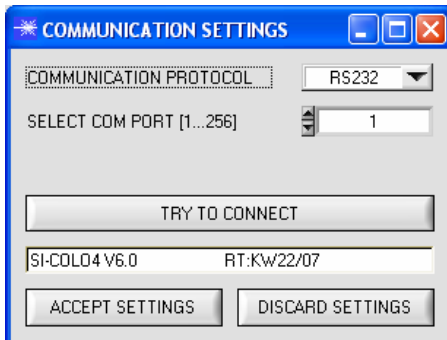 COMMUNICATION SETTINGS
COMMUNICATION PROTOCOL RS232
SELECT COM PORT [1...256] 1
TRY TO CONNECT
SI-COLO4 V6.0 RT:KW22/07
ACCEPT SETTINGS DISCARD SETTINGS